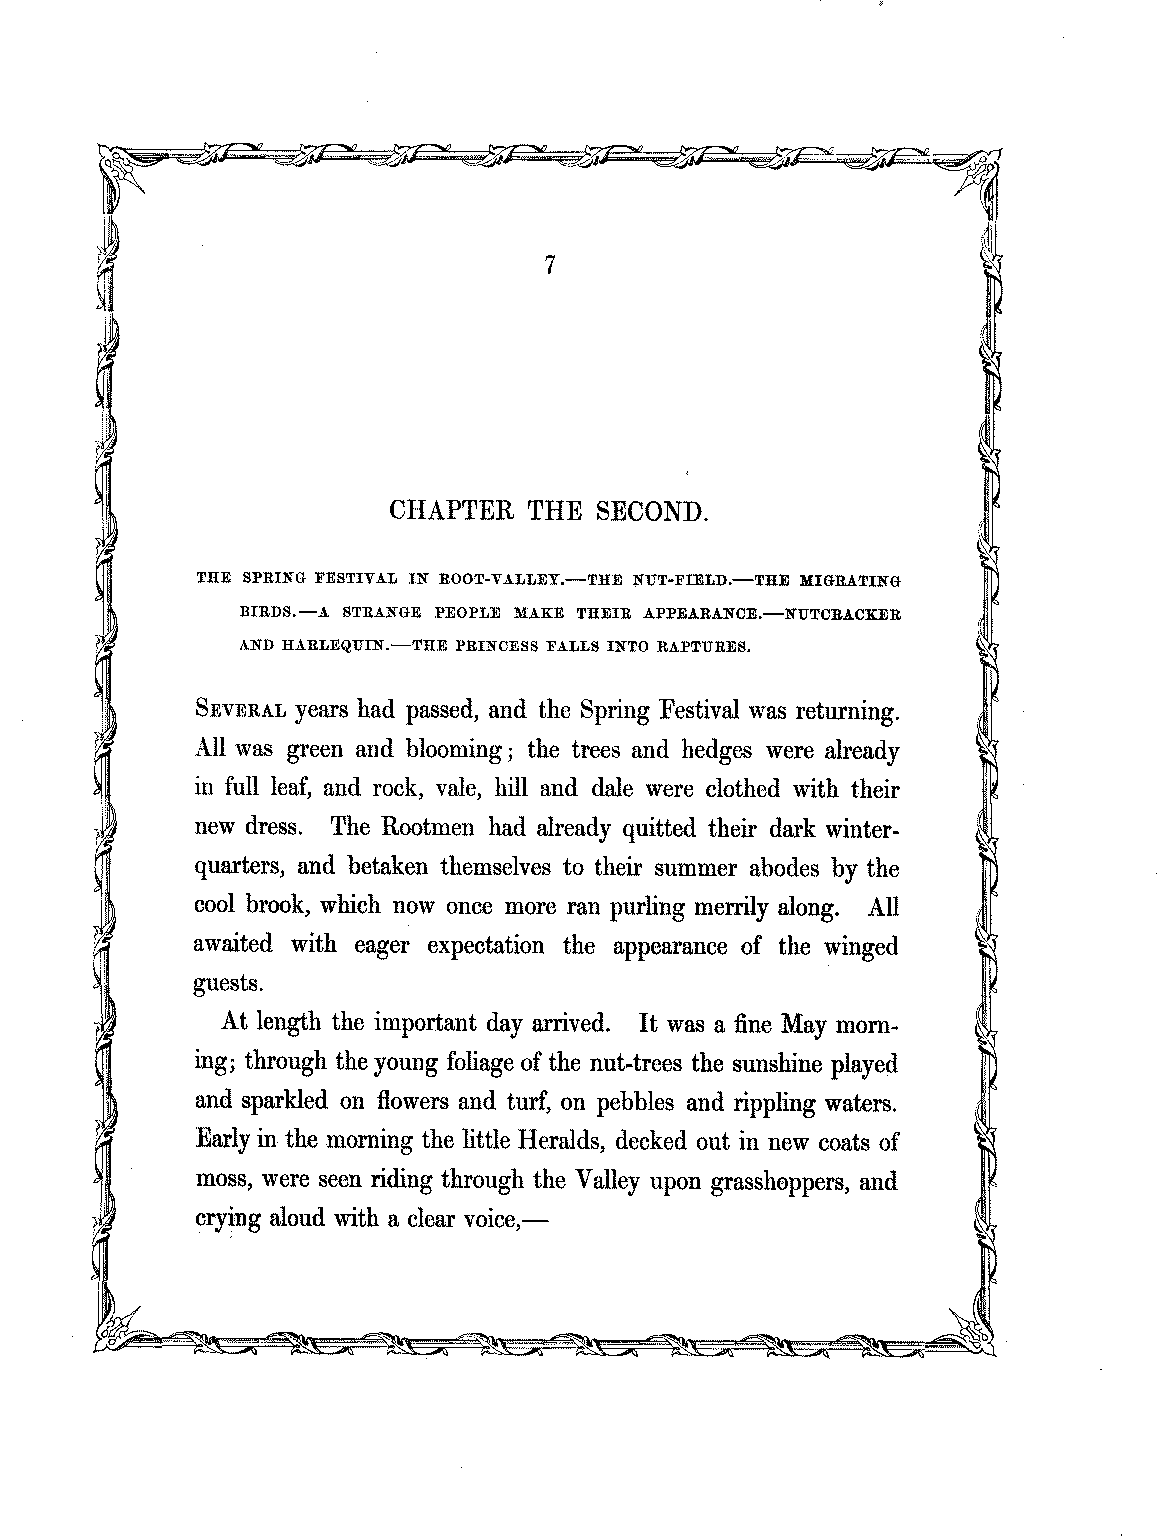 7
CHAPTER THE SECOND.
THE SPRING FESTIVAL IN ROOT-VALLEY.—THE NUT-FIELD.—THE MIGRATING
BIRDS.—A STRANGE PEOPLE MAKE THEIR APPEARANCE.—NUTCRACKER
AND HARLEQUIN.—THE PRINCESS FALLS INTO RAPTURES.
SEVERAL years had passed, and the Spring Festival was returning.
All was green and blooming; the trees and hedges were already
in full leaf, and rock, vale, hill and dale were clothed with their
new dress. The Rootmen had already quitted their dark winter-
quarters, and betaken themselves to their summer abodes by the
cool brook, which now once more ran purling merrily along. All
awaited with eager expectation the appearance of the winged
guests.
At length the important day arrived. It was a fine May morn-
ing; through the young foliage of the nut-trees the sunshine played
and sparkled on flowers and turf, on pebbles and rippling waters.
Early in the morning the little Heralds, decked out in new coats of
moss, were seen riding through the Valley upon grasshoppers, and
crying aloud with a clear voice,—